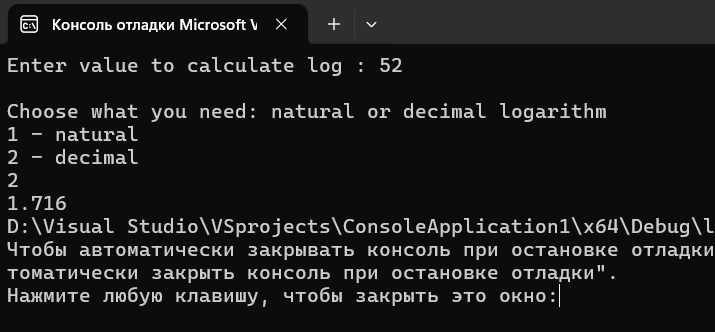 Консоль отладки Microsoft V
Enter value to calculate log : 52
Choose what you need: natural or decimal logarithm
1 - natural
2 - decimal
2
1.716
D:\Visual Studio\VSprojects\ConsoleApplication1\x64\Debug\l
Чтобы автоматически закрывать консоль при остановке отладки
томатически закрыть консоль при остановке отладки".
Нажмите любую клавишу, чтобы закрыть это окно: